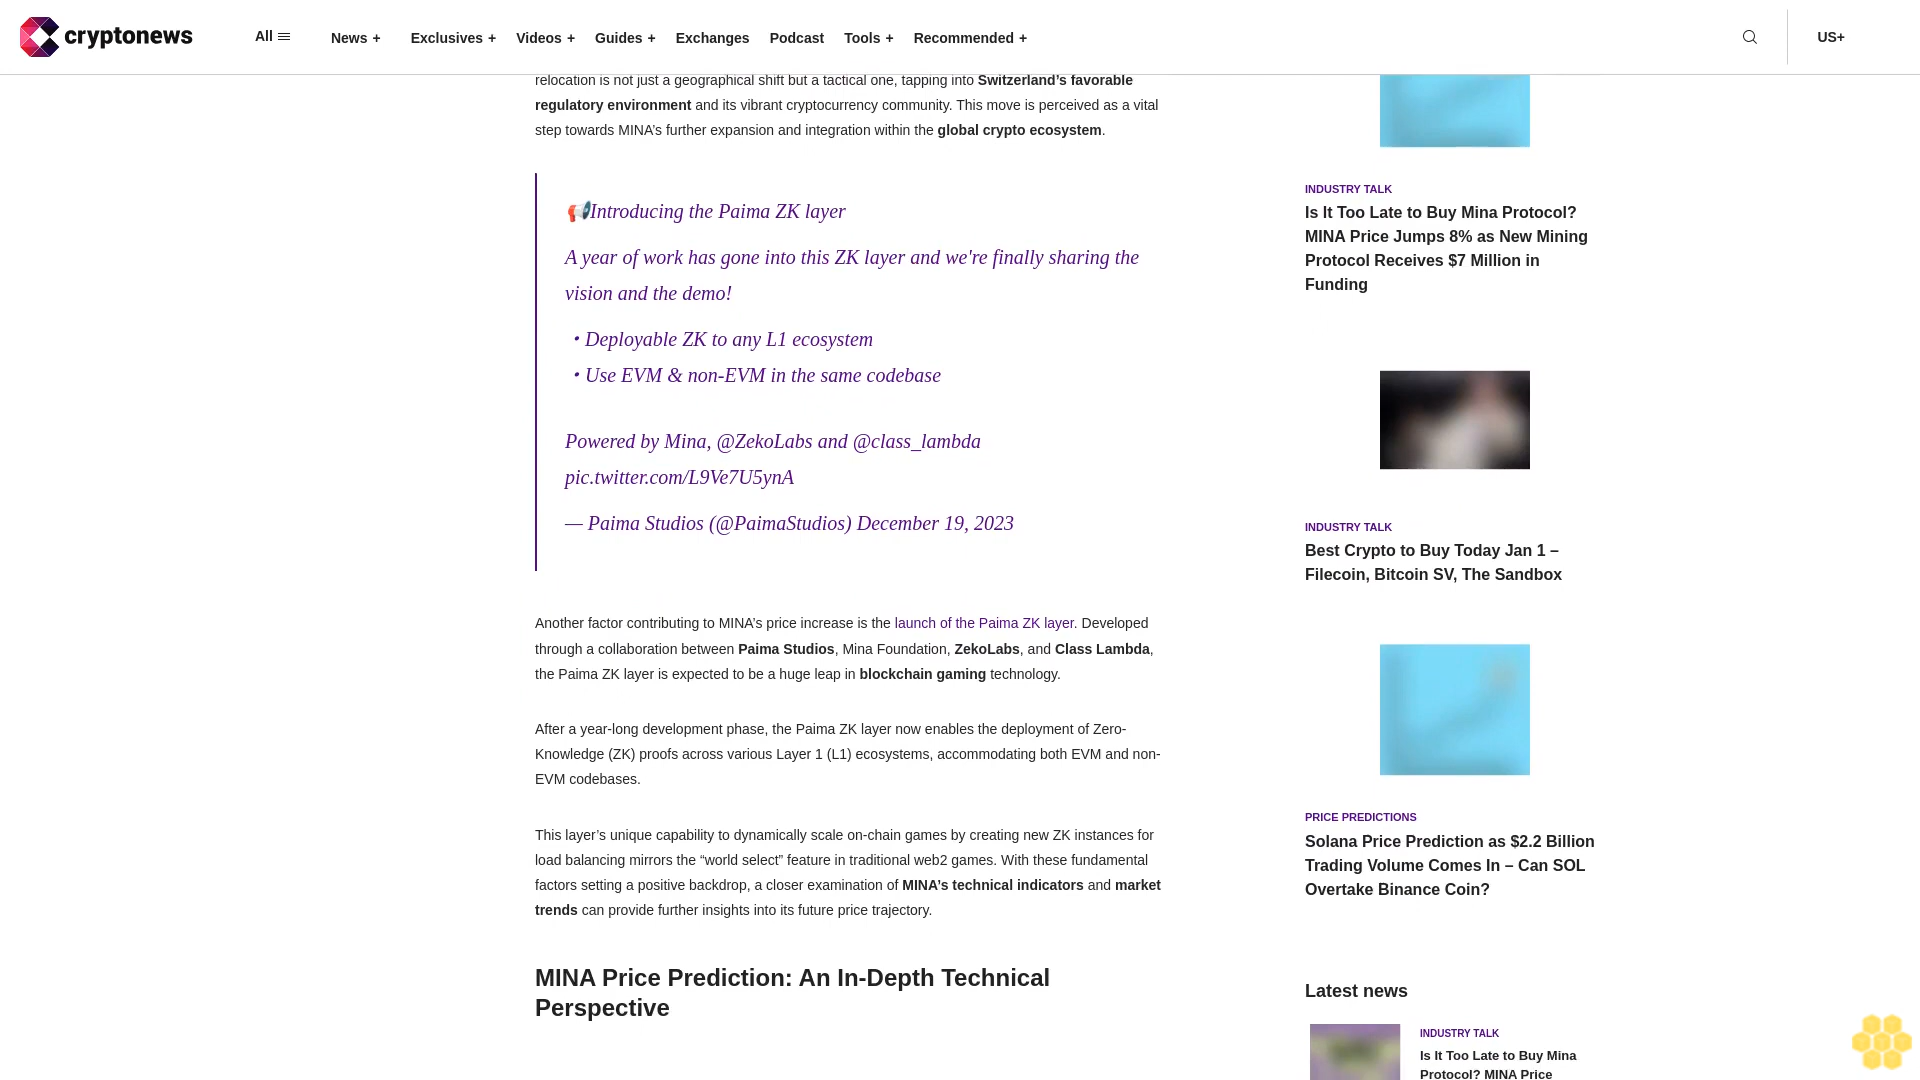 cryptonews
All
News +
Exclusives +
Videos +
Guides +
Exchanges
Podcast
Tools +
Recommended +
US+
relocation is not just a geographical shift but a tactical one, tapping into Switzerland’s favorable
regulatory environment and its vibrant cryptocurrency community. This move is perceived as a vital
step towards MINA’s further expansion and integration within the global crypto ecosystem.
📢Introducing the Paima ZK layer
A year of work has gone into this ZK layer and we're finally sharing the
vision and the demo!
・Deployable ZK to any L1 ecosystem
・Use EVM & non-EVM in the same codebase
Powered by Mina, @ZekoLabs and @class_lambda
pic.twitter.com/L9Ve7U5ynA
— Paima Studios (@PaimaStudios) December 19, 2023
Another factor contributing to MINA’s price increase is the launch of the Paima ZK layer. Developed
through a collaboration between Paima Studios, Mina Foundation, ZekoLabs, and Class Lambda,
the Paima ZK layer is expected to be a huge leap in blockchain gaming technology.
After a year-long development phase, the Paima ZK layer now enables the deployment of Zero-
Knowledge (ZK) proofs across various Layer 1 (L1) ecosystems, accommodating both EVM and non-
EVM codebases.
This layer’s unique capability to dynamically scale on-chain games by creating new ZK instances for
load balancing mirrors the “world select” feature in traditional web2 games. With these fundamental
factors setting a positive backdrop, a closer examination of MINA’s technical indicators and market
trends can provide further insights into its future price trajectory.
MINA Price Prediction: An In-Depth Technical
Perspective
INDUSTRY TALK
Is It Too Late to Buy Mina Protocol?
MINA Price Jumps 8% as New Mining
Protocol Receives $7 Million in
Funding
INDUSTRY TALK
Best Crypto to Buy Today Jan 1 –
Filecoin, Bitcoin SV, The Sandbox
PRICE PREDICTIONS
Solana Price Prediction as $2.2 Billion
Trading Volume Comes In – Can SOL
Overtake Binance Coin?
Latest news
INDUSTRY TALK
Is It Too Late to Buy Mina
Protocol? MINA Price